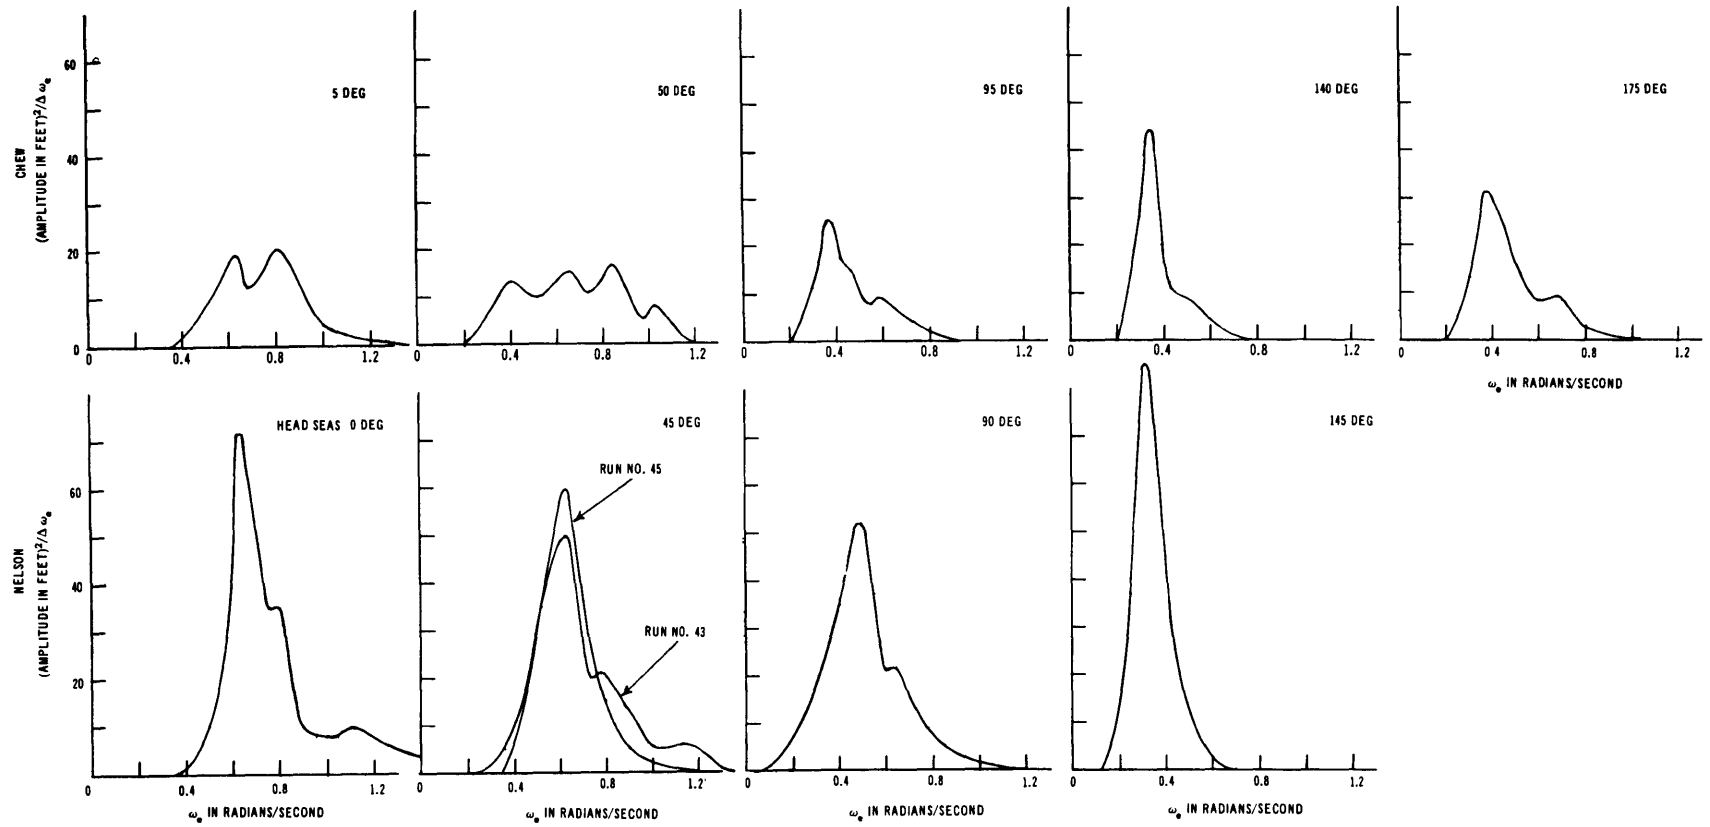 CHEW
(AMPLITUDE IN FEET)²/Δ ωₑ
60
40
20
0
5 DEG
0 0.4 0.8 1.2
50 DEG
0 0.4 0.8 1.2
95 DEG
0 0.4 0.8 1.2
140 DEG
0 0.4 0.8 1.2
175 DEG
0 0.4 0.8 1.2
ωₑ IN RADIANS/SECOND
NELSON
(AMPLITUDE IN FEET)²/Δ ωₑ
60
40
20
HEAD SEAS 0 DEG
0 0.4 0.8 1.2
ωₑ IN RADIANS/SECOND
45 DEG
RUN NO. 45
RUN NO. 43
0 0.4 0.8 1.2
ωₑ IN RADIANS/SECOND
90 DEG
0 0.4 0.8 1.2
ωₑ IN RADIANS/SECOND
145 DEG
0 0.4 0.8 1.2
ωₑ IN RADIANS/SECOND